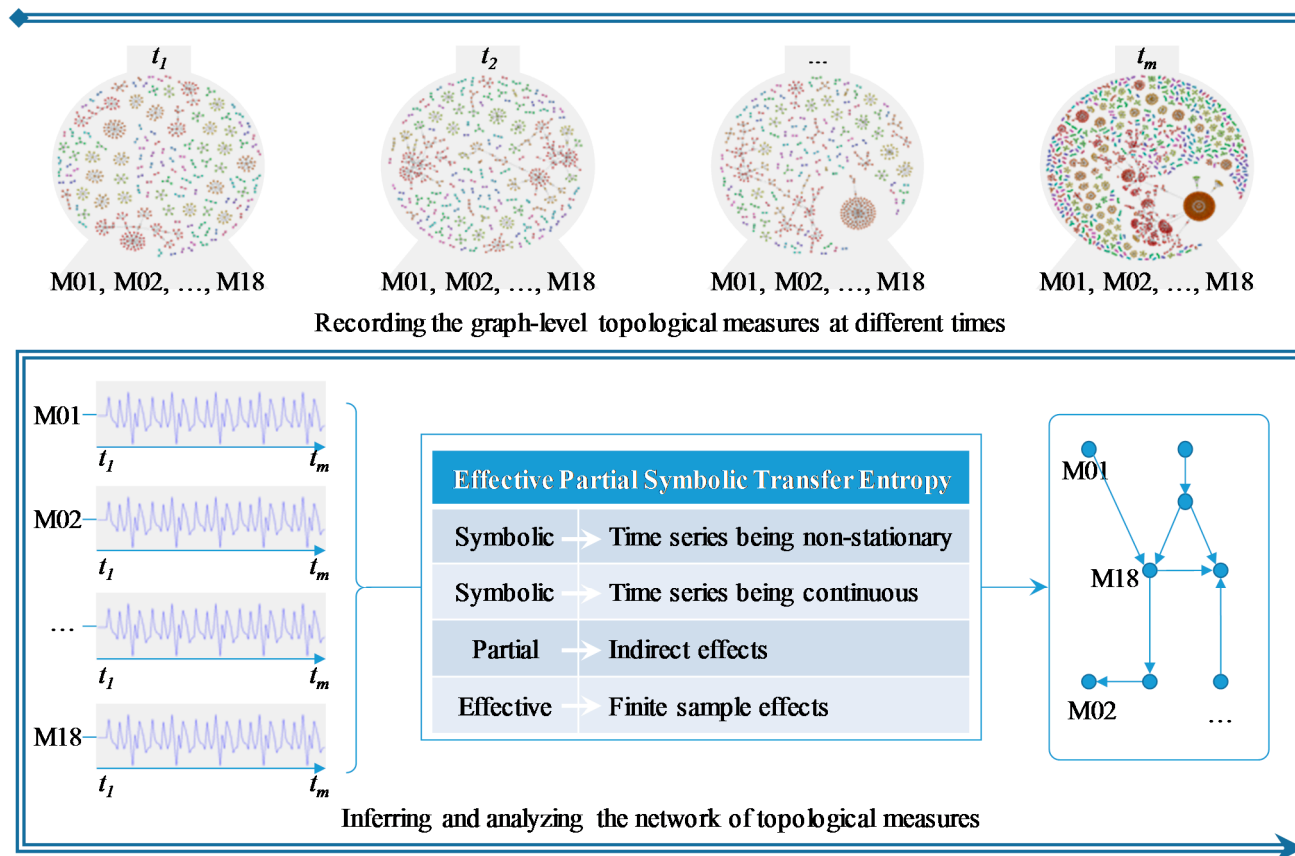 t1 t2 ... tm
M01, M02, ..., M18 M01, M02, ..., M18 M01, M02, ..., M18 M01, M02, ..., M18
Recording the graph-level topological measures at different times
M01
t1 tm
M02
t1 tm
...
t1 tm
M18
t1 tm
Effective Partial Symbolic Transfer Entropy
Symbolic Time series being non-stationary
Symbolic Time series being continuous
Partial Indirect effects
Effective Finite sample effects
M01
M18
M02 ...
Inferring and analyzing the network of topological measures